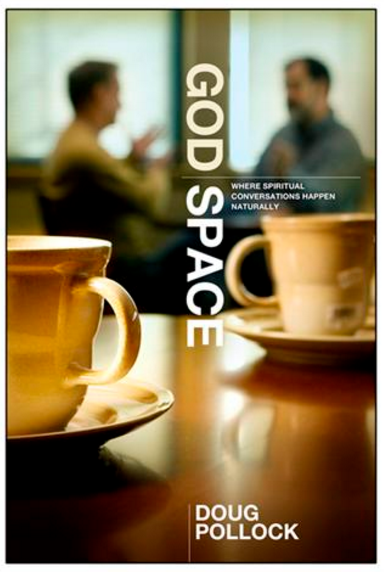 GOD SPACE
WHERE SPIRITUAL
CONVERSATIONS HAPPEN
NATURALLY
DOUG
POLLOCK